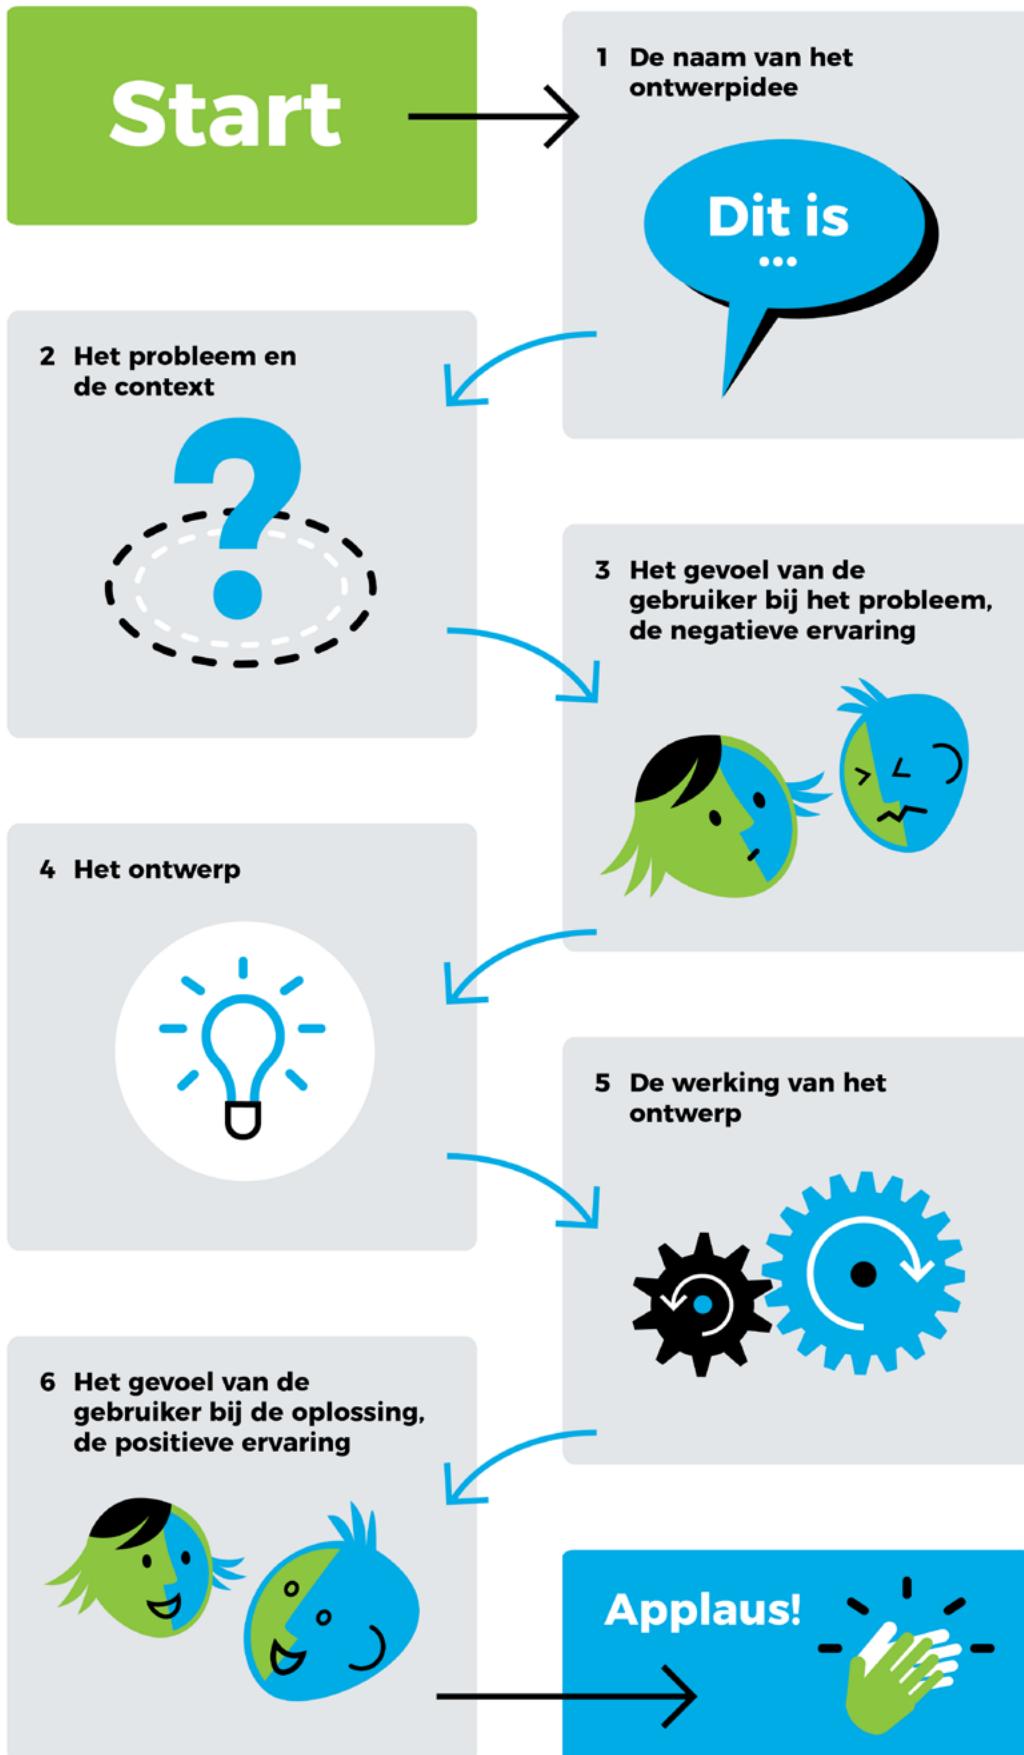 Start
1 De naam van het
ontwerpidee
Dit is
...
2 Het probleem en
de context
?
3 Het gevoel van de
gebruiker bij het probleem,
de negatieve ervaring
4 Het ontwerp
5 De werking van het
ontwerp
6 Het gevoel van de
gebruiker bij de oplossing,
de positieve ervaring
Applaus!